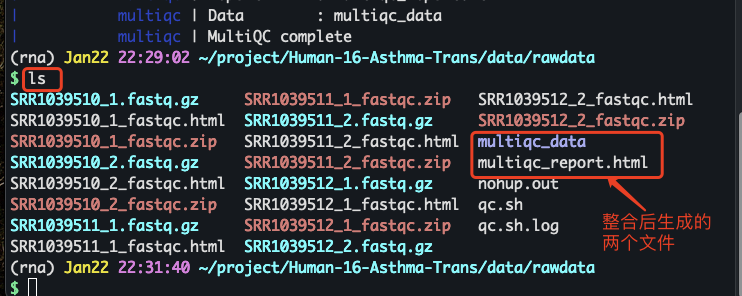 |           multiqc | Data        : multiqc_data
|           multiqc | MultiQC complete
(rna) Jan22 22:29:02 ~/project/Human-16-Asthma-Trans/data/rawdata
$ ls
SRR1039510_1.fastq.gz     SRR1039511_1_fastqc.zip   SRR1039512_2_fastqc.html
SRR1039510_1_fastqc.html  SRR1039511_2.fastq.gz     SRR1039512_2_fastqc.zip
SRR1039510_1_fastqc.zip   SRR1039511_2_fastqc.html  multiqc_data
SRR1039510_2.fastq.gz     SRR1039511_2_fastqc.zip   multiqc_report.html
SRR1039510_2_fastqc.html  SRR1039512_1.fastq.gz     nohup.out
SRR1039510_2_fastqc.zip   SRR1039512_1_fastqc.html  qc.sh
SRR1039511_1.fastq.gz     SRR1039512_1_fastqc.zip   qc.sh.log
SRR1039511_1_fastqc.html  SRR1039512_2.fastq.gz
整合后生成的
两个文件
(rna) Jan22 22:31:40 ~/project/Human-16-Asthma-Trans/data/rawdata
$